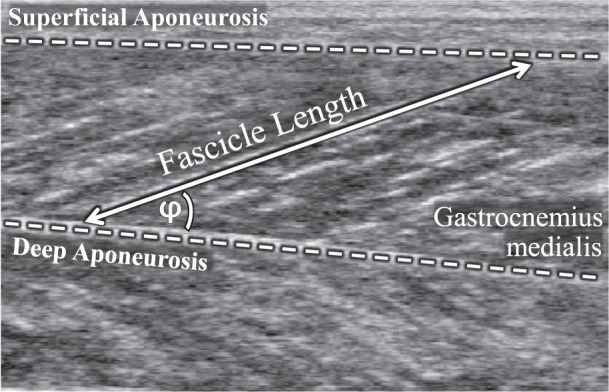 Superficial Aponeurosis
Fascicle Length
φ
Gastrocnemius
medialis
Deep Aponeurosis